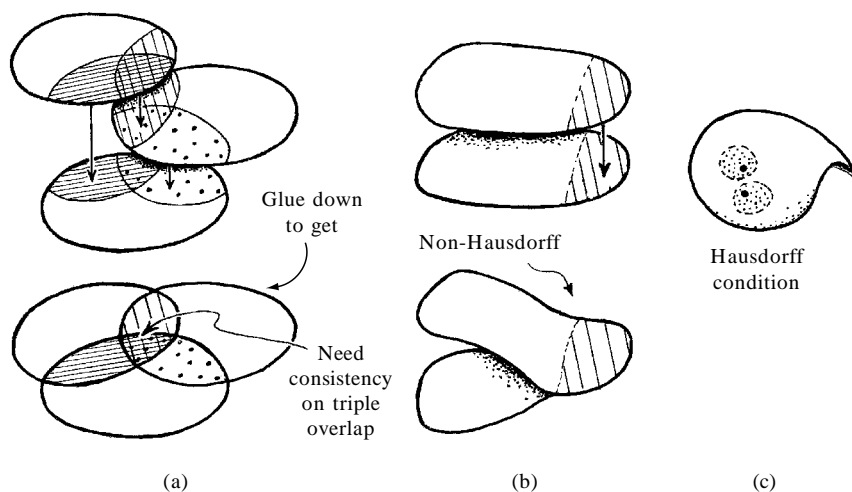 Glue down
to get
Need
consistency
on triple
overlap
Non-Hausdorff
Hausdorff
condition
(a)
(b)
(c)